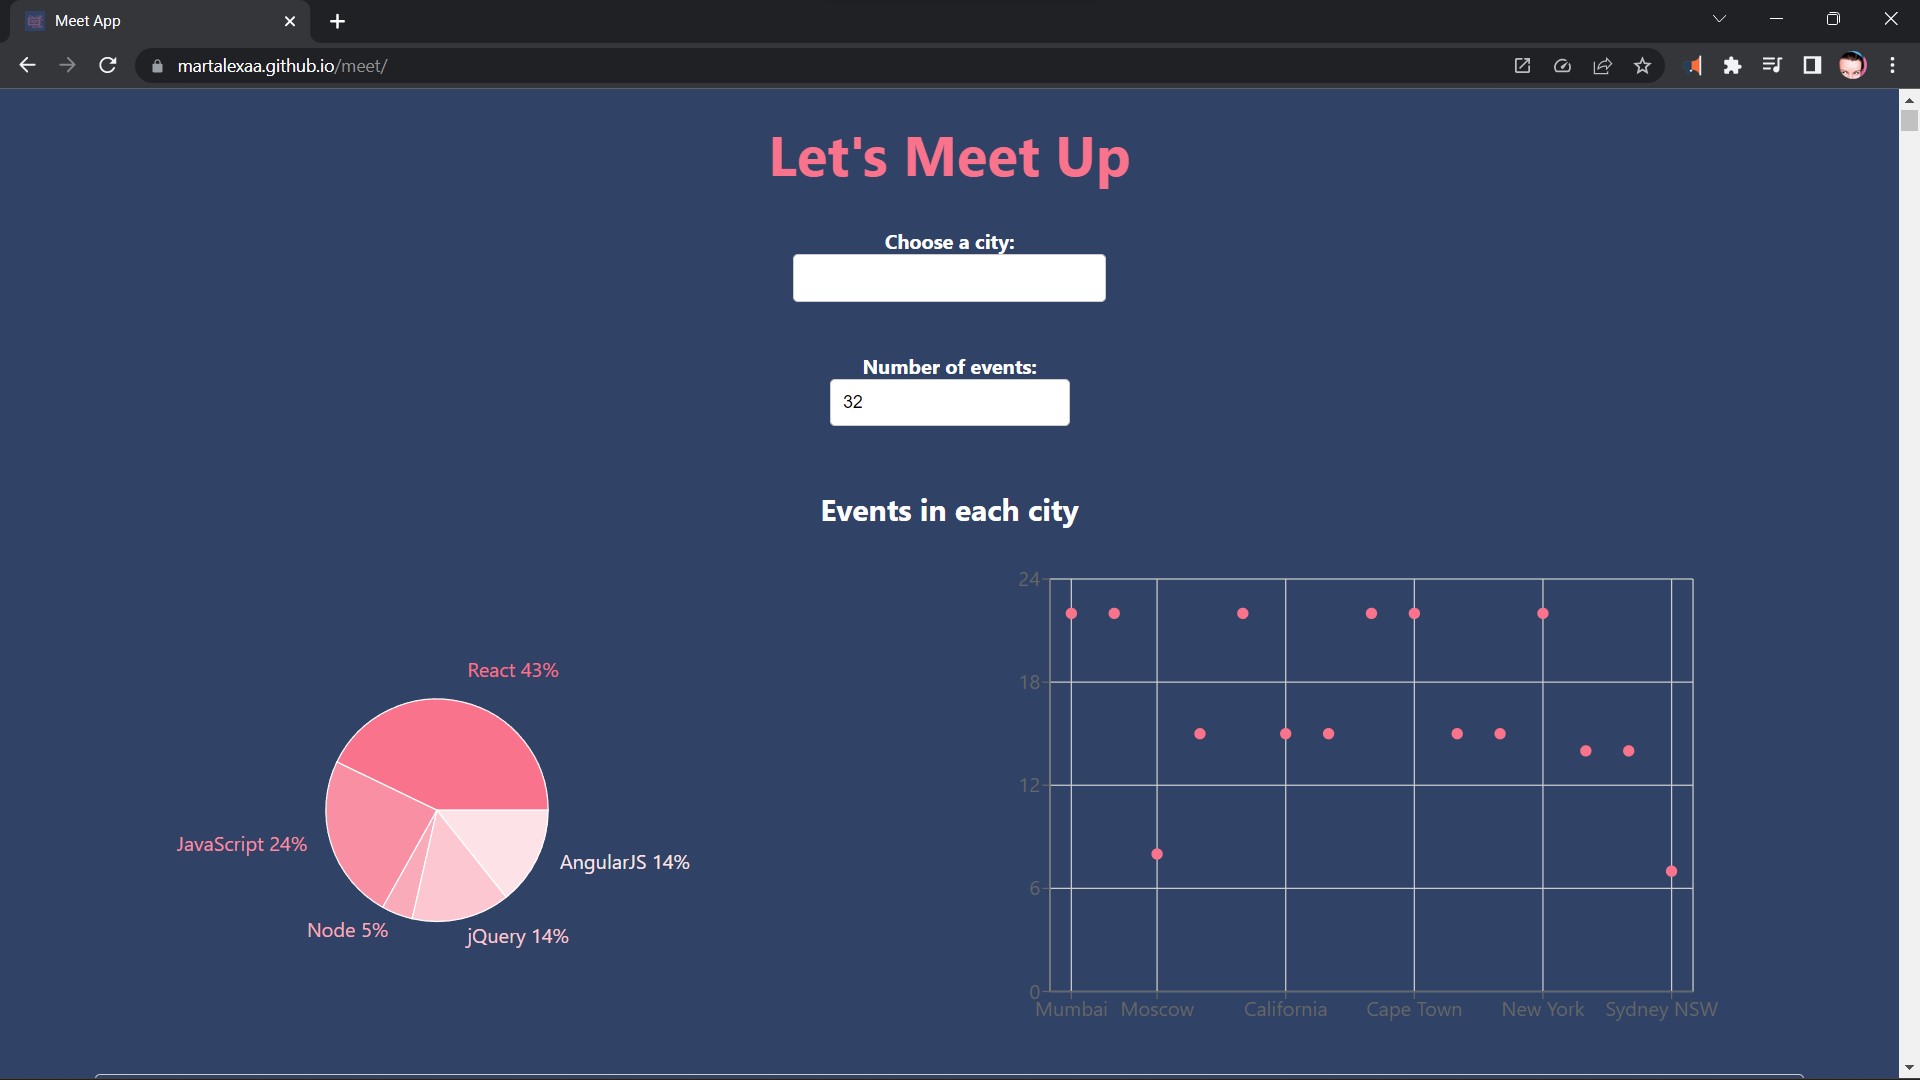 Meet App
martalexaa.github.io/meet/
Let's Meet Up
Choose a city:
Number of events:
32
Events in each city
React 43%
JavaScript 24%
Node 5%
jQuery 14%
AngularJS 14%
24
18
12
6
0
Mumbai Moscow California Cape Town New York Sydney NSW